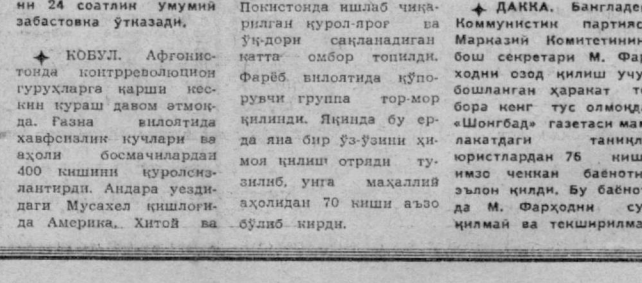 ни 24 соатлик умумий
забастовка ўтказади.
КОБУЛ. Афғонис-
тонда контрреволюцион
гуруҳларга қарши кес-
кин кураш давом этмоқ-
да. Ғазна вилоятида
хавфсизлик кучлари ва
аҳоли босмачилардан
400 кишини қуролсиз-
лантирди. Андара уезди-
даги Мусахел қишлоғи-
да Америка, Хитой ва
Покистонда ишлаб чиқа-
рилган қурол-яроғ ва
ўқ-дори сақланадиган
катта омбор топилди.
Фарёб вилоятида қўпо-
рувчи группа тор-мор
қилинди. Яқинда бу ер-
да яна бир ўз-ўзини ҳи-
моя қилиш отряди ту-
зилиб, унга маҳаллий
аҳолидан 70 киши аъзо
бўлиб кирди.
ДАККА. Бангладе
Коммунистик партияс
Марказий Комитетинин
бош секретари М. Фар
ходни озод қилиш учу
бошланган ҳаракат т
бора кенг тус олмоқд
«Шонгбад» газетаси ма
лакатдаги таниқл
юристлардан 76 киш
имзо чеккан баёноти
эълон қилди. Бу баёно
да М. Фарҳодни су
қилмай ва текширилма